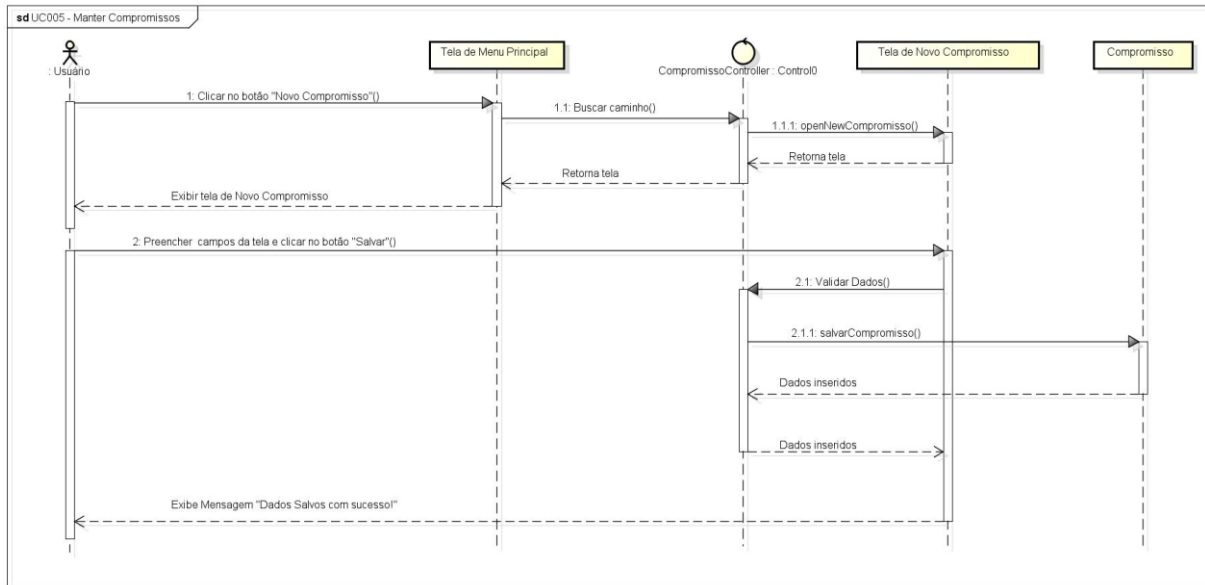 sd UC005 - Manter Compromissos
: Usuário
Tela de Menu Principal
CompromissoController : Control0
Tela de Novo Compromisso
Compromisso
1: Clicar no botão "Novo Compromisso"()
1.1: Buscar caminho()
1.1.1: openNewCompromisso()
Retorna tela
Retorna tela
Exibir tela de Novo Compromisso
2: Preencher campos da tela e clicar no botão "Salvar"()
2.1: Validar Dados()
2.1.1: salvarCompromisso()
Dados inseridos
Dados inseridos
Exibe Mensagem "Dados Salvos com sucesso!"